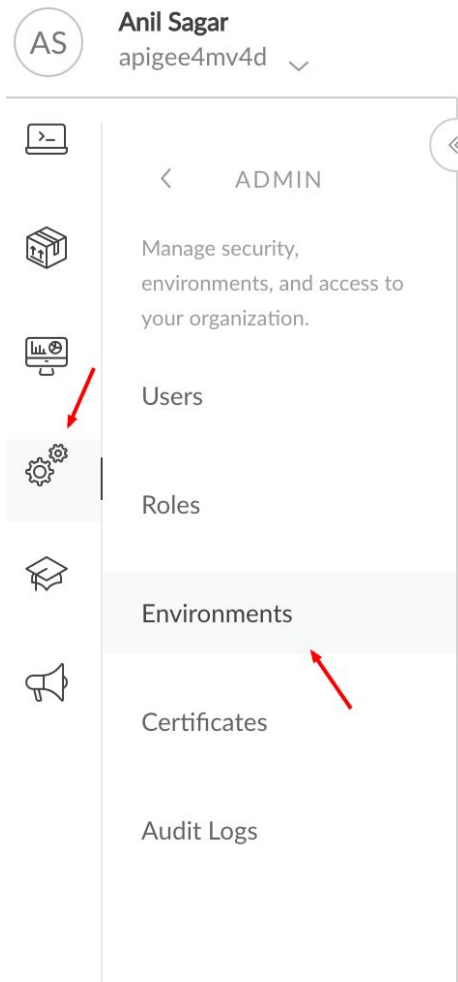 AS
Anil Sagar
apigee4mv4d
ADMIN
Manage security,
environments, and access to
your organization.
Users
Roles
Environments
Certificates
Audit Logs